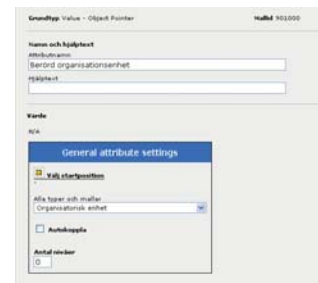 Grundtyp Value - Object Pointer Mallid 901000
Namn och hjälptext
Attributnamn
Berörd organisationsenhet
Hjälptext
Värde
N/A
General attribute settings
Välj startposition
-
Alla typer och mallar
Organisatorisk enhet
Autokoppla
Antal nivåer
0